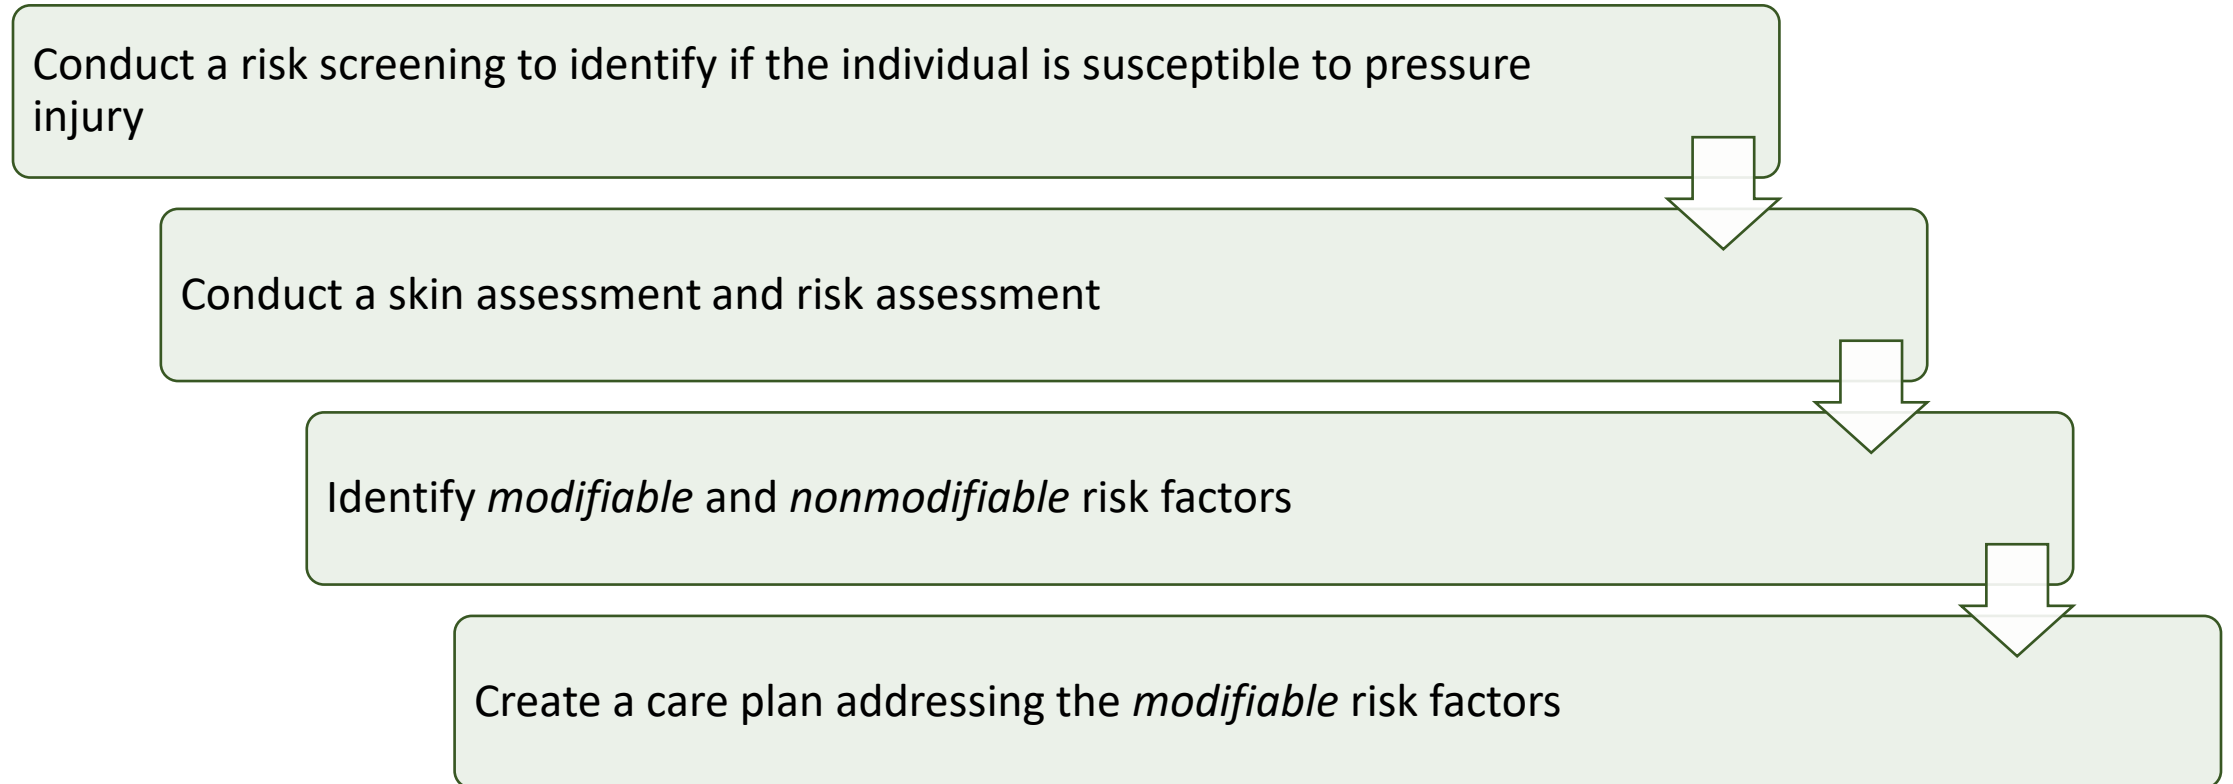 Conduct a risk screening to identify if the individual is susceptible to pressure
injury
Conduct a skin assessment and risk assessment
Identify modifiable and nonmodifiable risk factors
Create a care plan addressing the modifiable risk factors